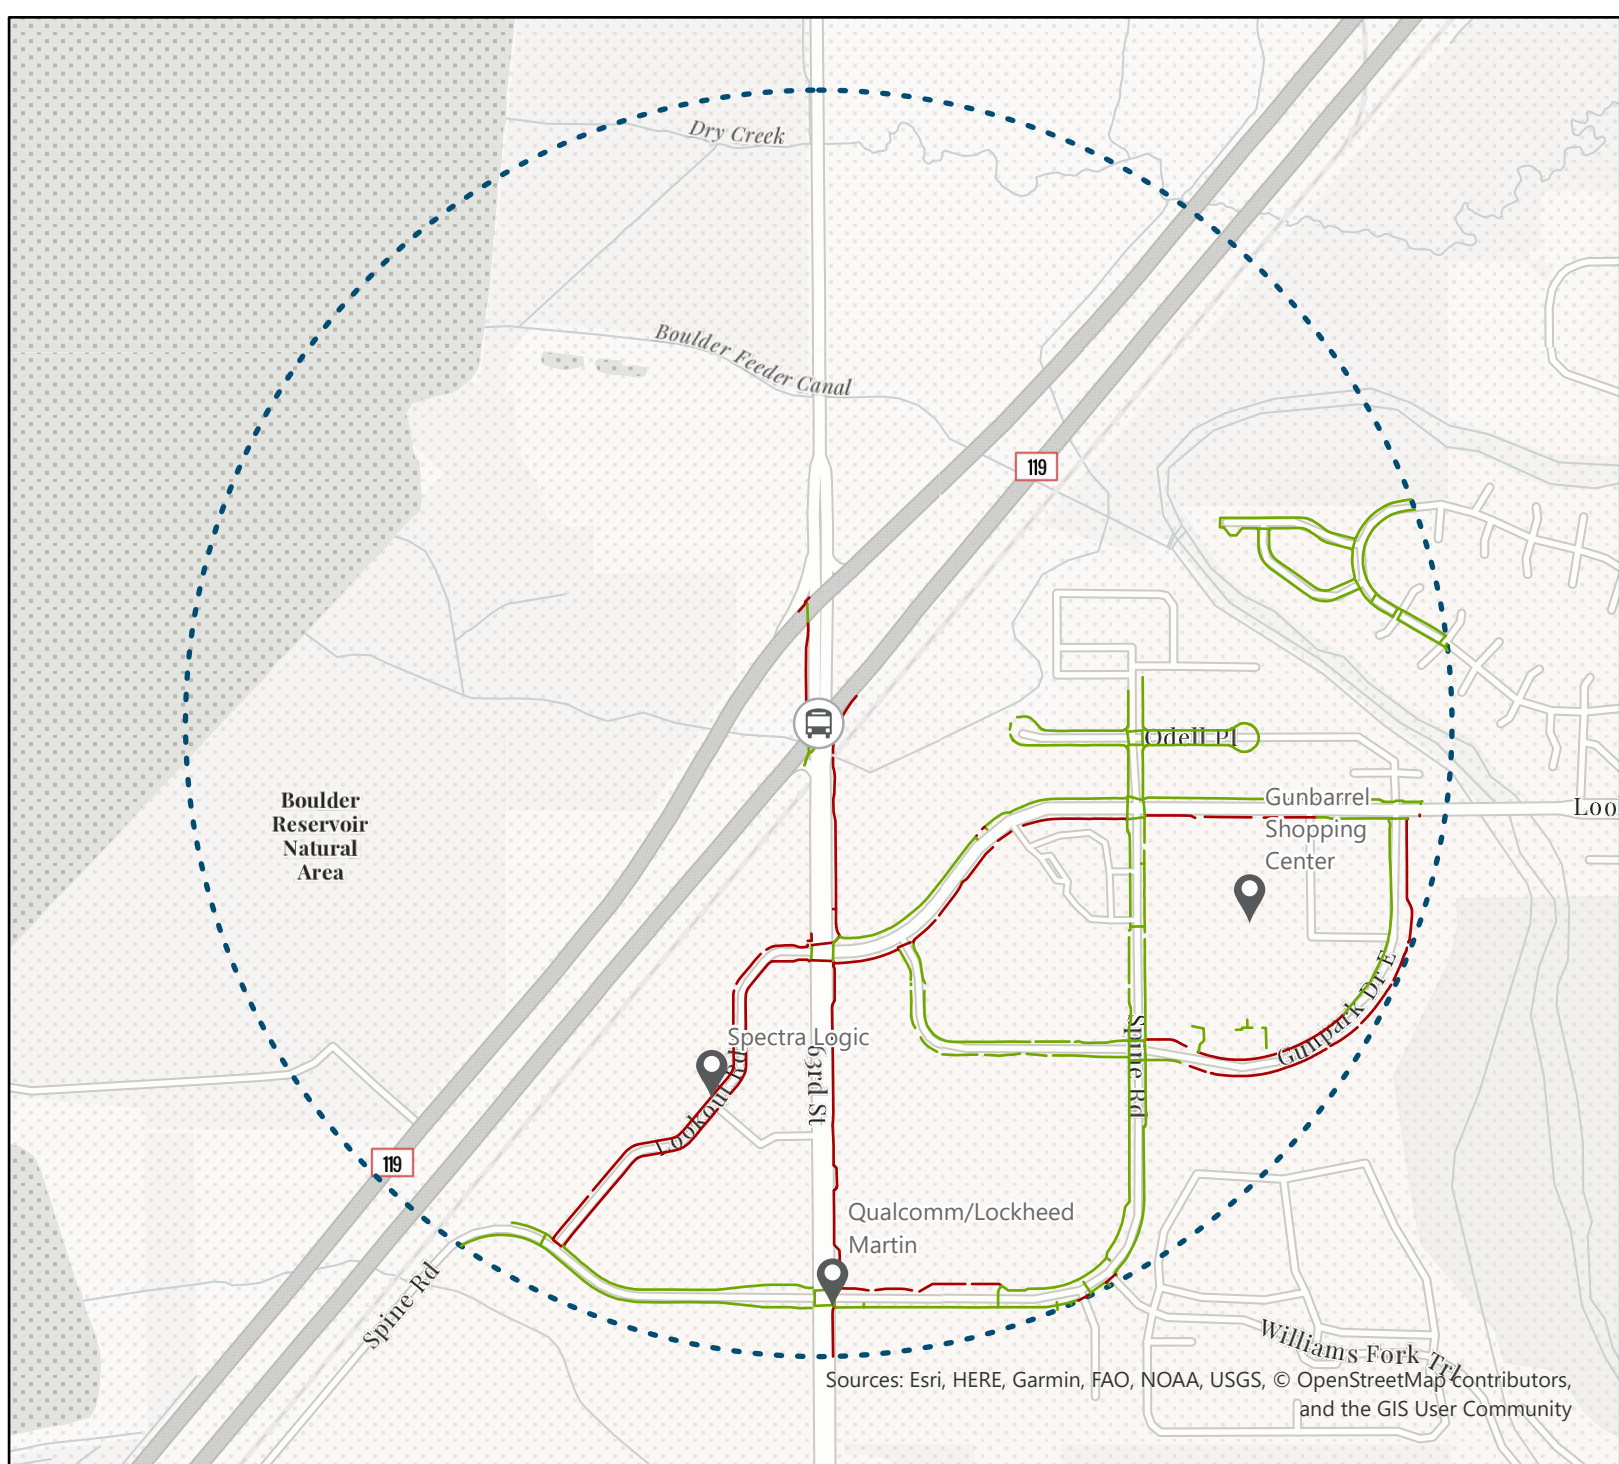 Dry Creek
Boulder Feeder Canal
119
Odell Pl
Boulder
Reservoir
Natural
Area
Gunbarrel
Shopping
Center
Loo
Gunpark Dr E
Spectra Logic
63rd St
Spine Rd
119
Qualcomm/Lockheed
Martin
Spine Rd
Williams Fork Trl
Sources: Esri, HERE, Garmin, FAO, NOAA, USGS, © OpenStreetMap contributors,
and the GIS User Community